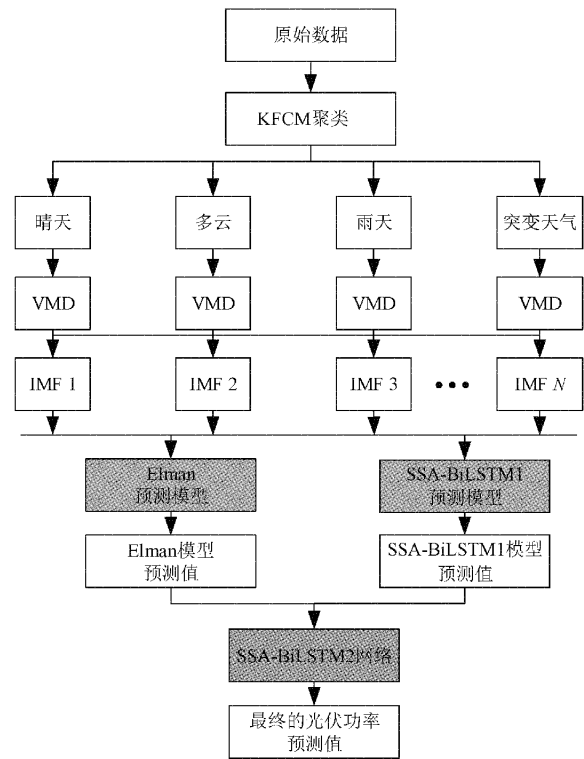 原始数据
KFCM聚类
晴天
多云
雨天
突变天气
VMD
VMD
VMD
VMD
IMF 1
IMF 2
IMF 3
•••
IMF N
Elman
预测模型
SSA-BiLSTM1
预测模型
Elman模型
预测值
SSA-BiLSTM1模型
预测值
SSA-BiLSTM2网络
最终的光伏功率
预测值